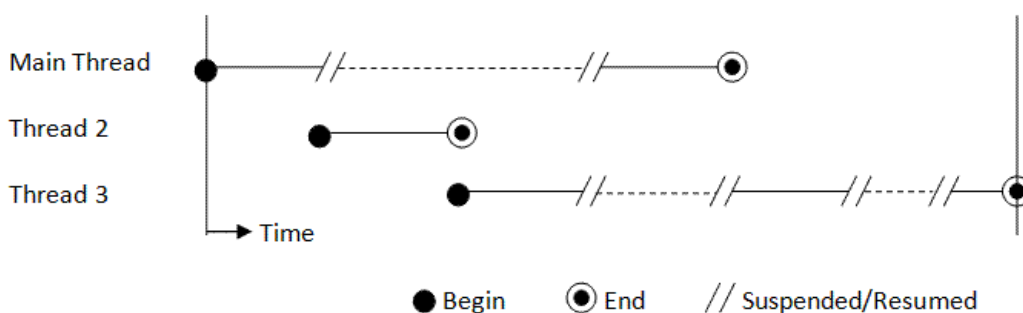 Main Thread
Thread 2
Thread 3
Time
Begin End Suspended/Resumed